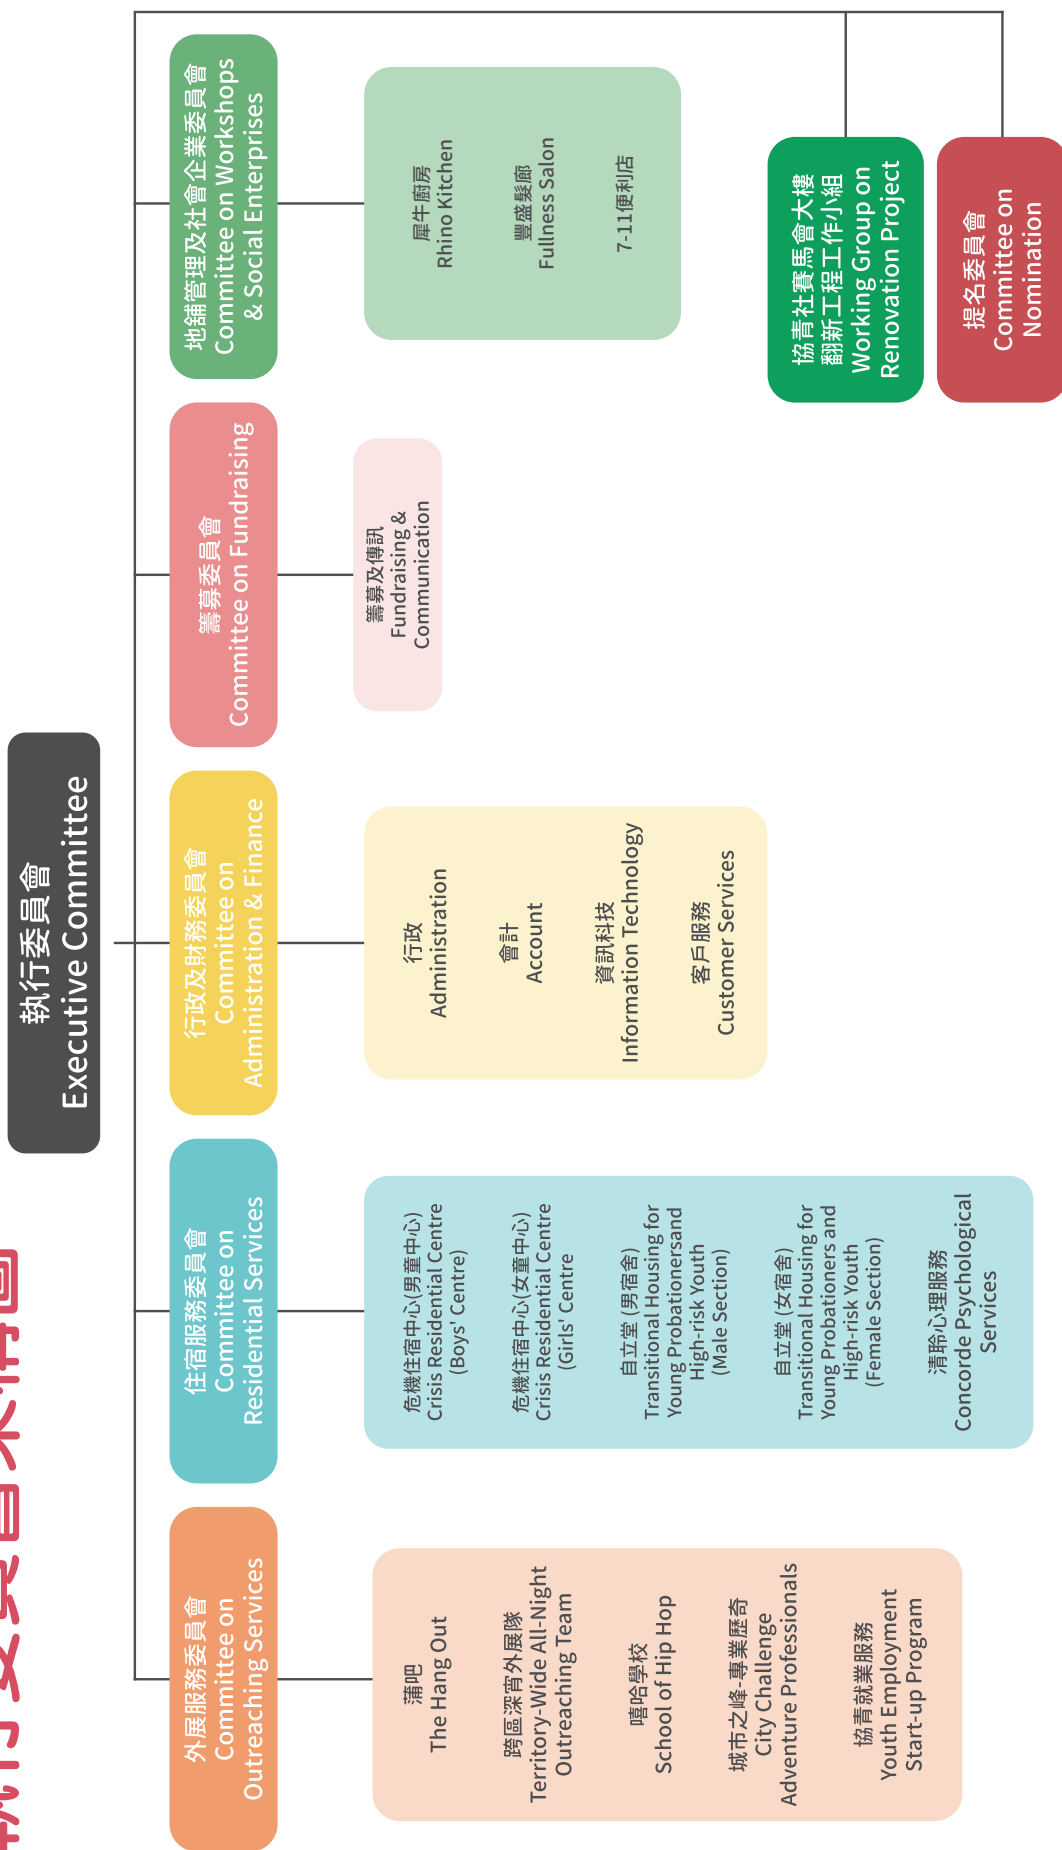 執行委員會架構圖
執行委員會
Executive Committee
外展服務委員會
Committee on
Outreaching Services
蒲吧
The Hang Out
跨區深宵外展隊
Territory-Wide All-Night
Outreaching Team
嘻哈學校
School of Hip Hop
城市之峰-專業歷奇
City Challenge
Adventure Professionals
協青就業服務
Youth Employment
Start-up Program
住宿服務委員會
Committee on
Residential Services
危機住宿中心(男童中心)
Crisis Residential Centre
(Boys' Centre)
危機住宿中心(女童中心)
Crisis Residential Centre
(Girls' Centre
自立堂 (男宿舍)
Transitional Housing for
Young Probationersand
High-risk Youth
(Male Section)
自立堂 (女宿舍)
Transitional Housing for
Young Probationers and
High-risk Youth
(Female Section)
清聆心理服務
Concorde Psychological
Services
行政及財務委員會
Committee on
Administration & Finance
行政
Administration
會計
Account
資訊科技
Information Technology
客戶服務
Customer Services
籌募委員會
Committee on Fundraising
籌募及傳訊
Fundraising &
Communication
地舖管理及社會企業委員會
Committee on Workshops
& Social Enterprises
犀牛廚房
Rhino Kitchen
豐盛髮廊
Fullness Salon
7-11便利店
協青社賽馬會大樓
翻新工程工作小組
Working Group on
Renovation Project
提名委員會
Committee on
Nomination